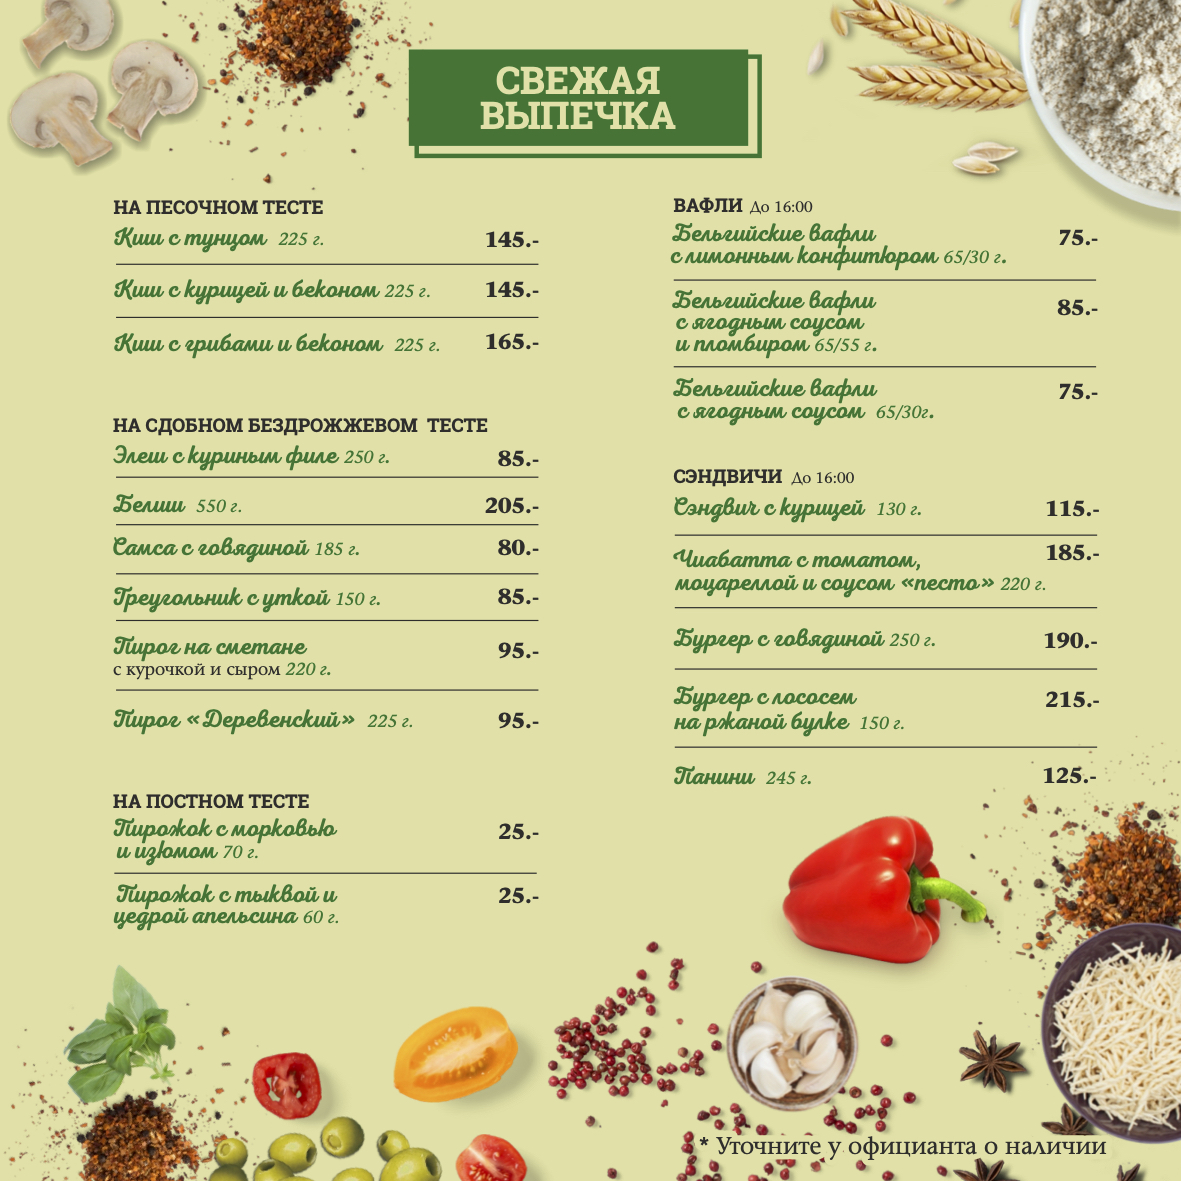 СВЕЖАЯ
ВЫПЕЧКА
НА ПЕСОЧНОМ ТЕСТЕ
Киш с тунцом 225 г. 145.-
Киш с курицей и беконом 225 г. 145.-
Киш с грибами и беконом 225 г. 165.-
НА СДОБНОМ БЕЗДРОЖЖЕВОМ ТЕСТЕ
Элеш с куриным филе 250 г. 85.-
Белиш 550 г. 205.-
Самса с говядиной 185 г. 80.-
Треугольник с уткой 150 г. 85.-
Пирог на сметане 95.-
с курочкой и сыром 220 г.
Пирог «Деревенский» 225 г. 95.-
НА ПОСТНОМ ТЕСТЕ
Пирожок с морковью 25.-
и изюмом 70 г.
Пирожок с тыквой и 25.-
цедрой апельсина 60 г.
ВАФЛИ До 16:00
Бельгийские вафли 75.-
с лимонным конфитюром 65/30 г.
Бельгийские вафли 85.-
с ягодным соусом
и пломбиром 65/55 г.
Бельгийские вафли 75.-
с ягодным соусом 65/30г.
СЭНДВИЧИ До 16:00
Сэндвич с курицей 130 г. 115.-
Чиабатта с томатом, 185.-
моцареллой и соусом «песто» 220 г.
Бургер с говядиной 250 г. 190.-
Бургер с лососем 215.-
на ржаной булке 150 г.
Панини 245 г. 125.-
* Уточните у официанта о наличии